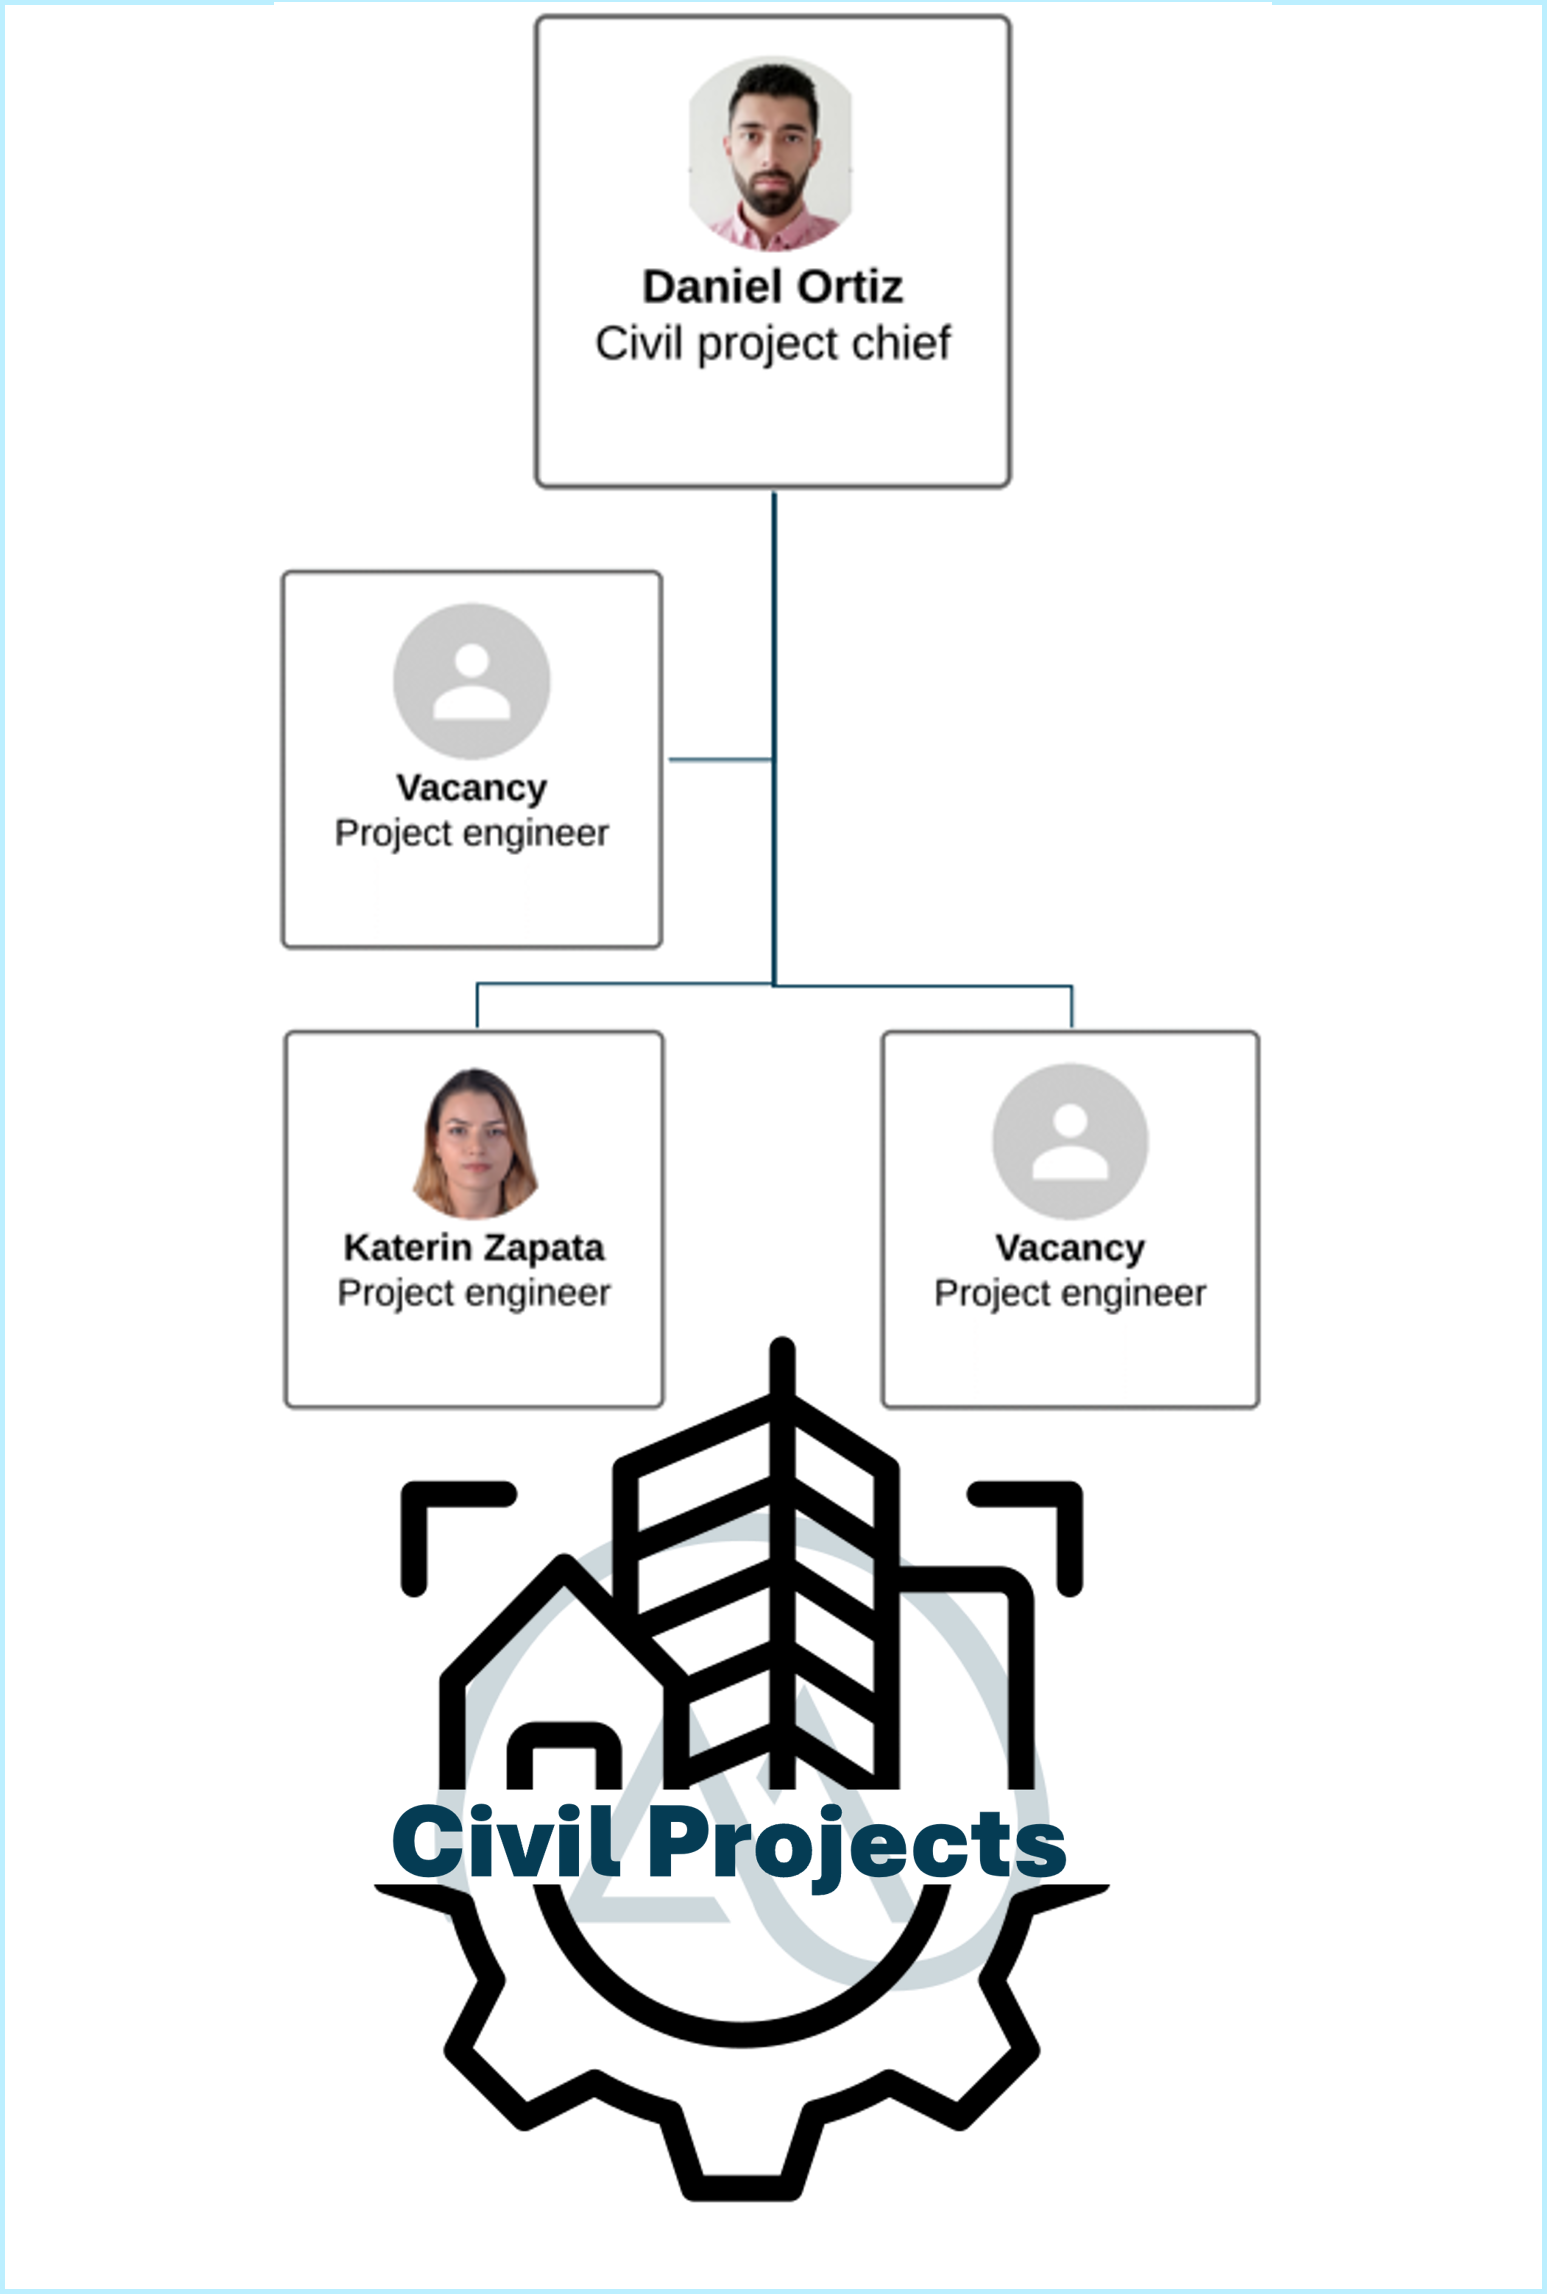 Daniel Ortiz
Civil project chief
Vacancy
Project engineer
Katerin Zapata
Project engineer
Vacancy
Project engineer
Civil Projects